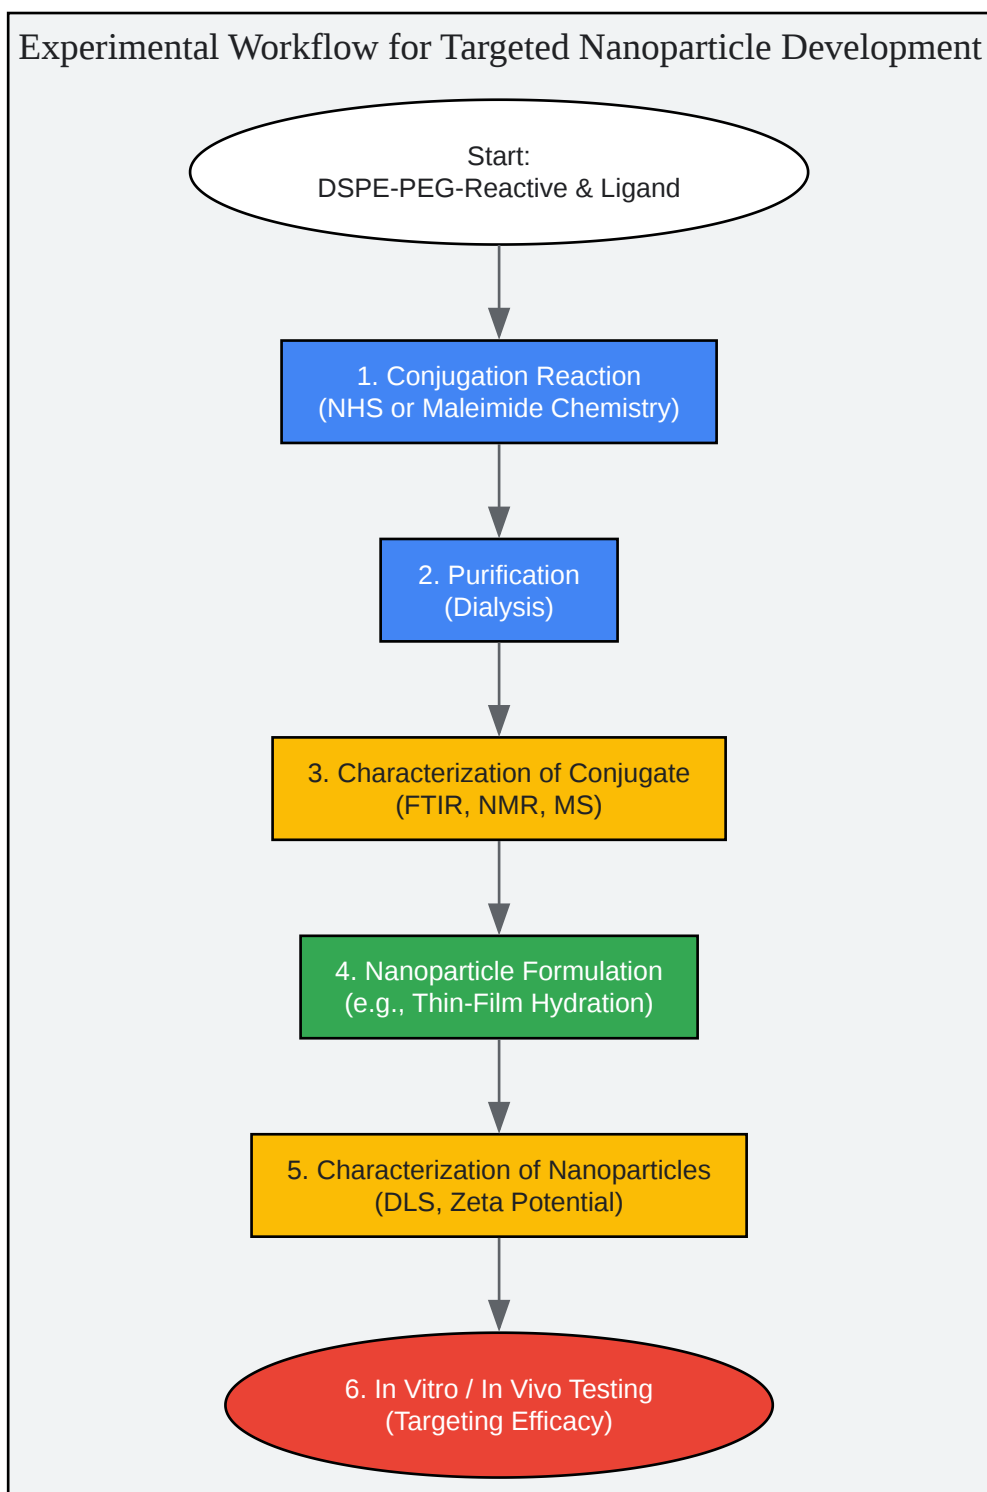 Experimental Workflow for Targeted Nanoparticle Development
Start:
DSPE-PEG-Reactive & Ligand
1. Conjugation Reaction
(NHS or Maleimide Chemistry)
2. Purification
(Dialysis)
3. Characterization of Conjugate
(FTIR, NMR, MS)
4. Nanoparticle Formulation
(e.g., Thin-Film Hydration)
5. Characterization of Nanoparticles
(DLS, Zeta Potential)
6. In Vitro / In Vivo Testing
(Targeting Efficacy)